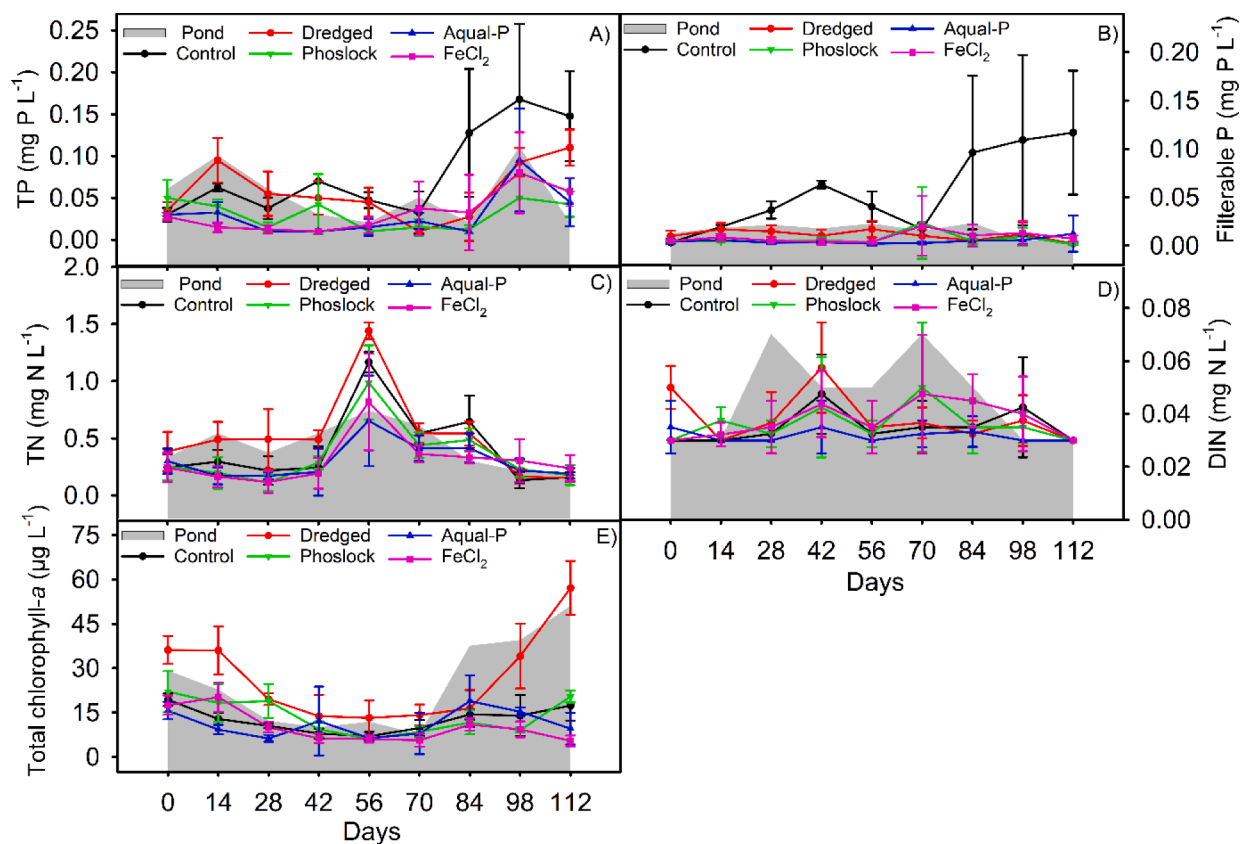 Pond Dredged Aqual-P A)
Control Phoslock FeCl2
0.25
0.20
0.15
0.10
0.05
0.00
TP (mg P L-1)
Pond Dredged Aqual-P B)
Control Phoslock FeCl2
0.20
0.15
0.10
0.05
0.00
Filterable P (mg P L-1)
Pond Dredged Aqual-P C)
Control Phoslock FeCl2
2.0
1.5
1.0
0.5
0.0
TN (mg N L-1)
Pond Dredged Aqual-P D)
Control Phoslock FeCl2
0.08
0.06
0.04
0.02
0.00
DIN (mg N L-1)
0 14 28 42 56 70 84 98 112
Days
Pond Dredged Aqual-P E)
Control Phoslock FeCl2
75
60
45
30
15
0
Total chlorophyll-a (µg L-1)
0 14 28 42 56 70 84 98 112
Days